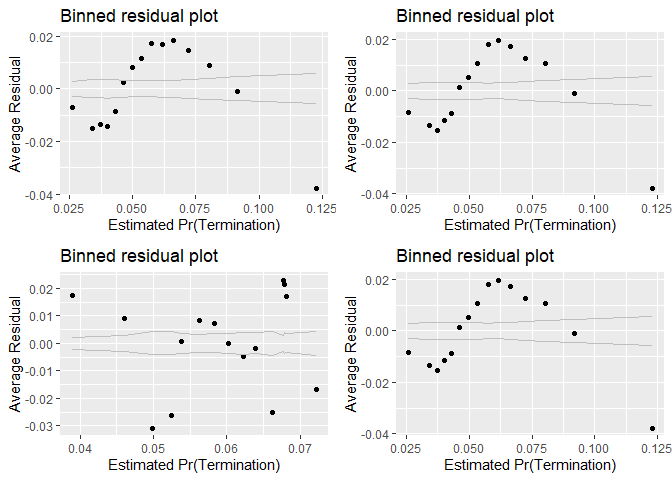 Binned residual plot
Average Residual
0.02
0.00
-0.02
-0.04
0.025 0.050 0.075 0.100 0.125
Estimated Pr(Termination)
Binned residual plot
Average Residual
0.02
0.00
-0.02
-0.04
0.025 0.050 0.075 0.100 0.125
Estimated Pr(Termination)
Binned residual plot
Average Residual
0.02
0.01
0.00
-0.01
-0.02
-0.03
0.04 0.05 0.06 0.07
Estimated Pr(Termination)
Binned residual plot
Average Residual
0.02
0.00
-0.02
-0.04
0.025 0.050 0.075 0.100 0.125
Estimated Pr(Termination)